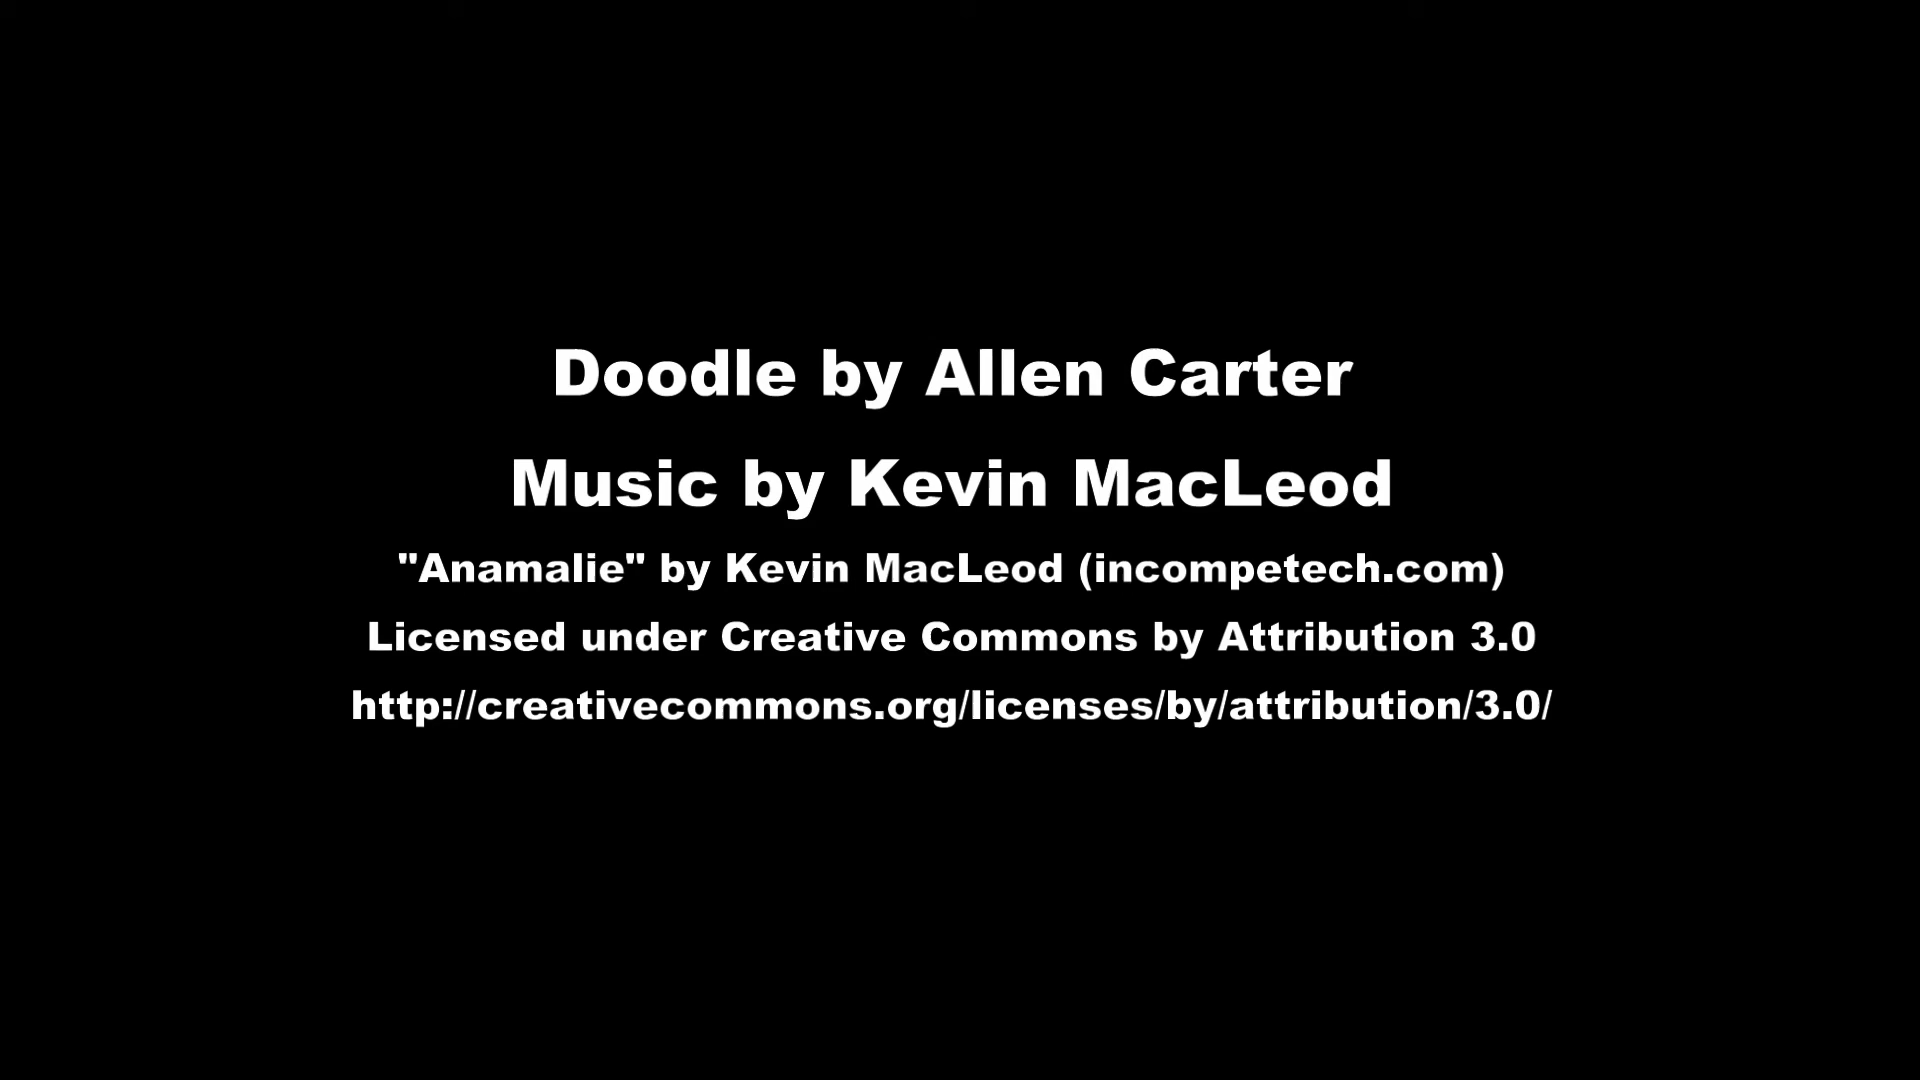 Doodle by Allen Carter
Music by Kevin MacLeod
"Anamalie" by Kevin MacLeod (incompetech.com)
Licensed under Creative Commons by Attribution 3.0
http://creativecommons.org/licenses/by/attribution/3.0/